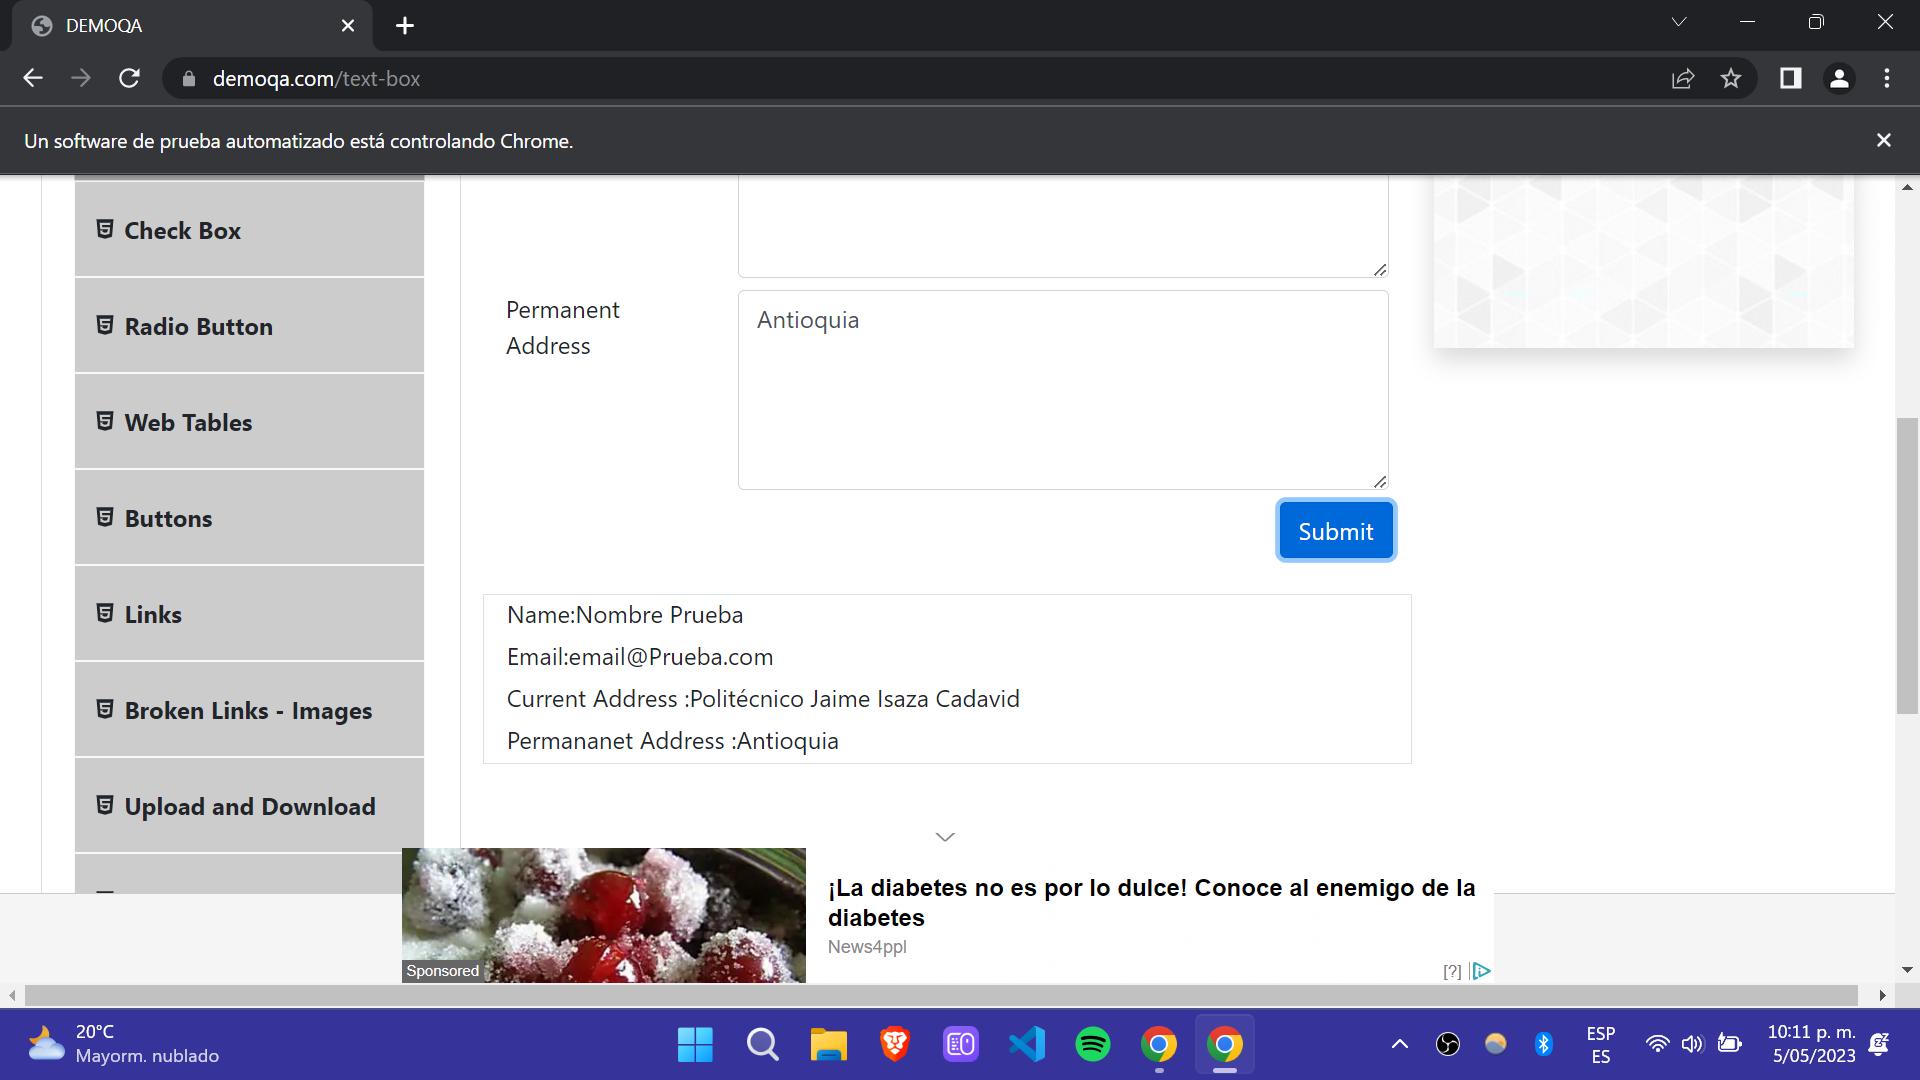 DEMOQA
demoqa.com/text-box
Un software de prueba automatizado está controlando Chrome.
Check Box
Radio Button
Web Tables
Buttons
Links
Broken Links - Images
Upload and Download
Permanent
Address
Antioquia
Submit
Name:Nombre Prueba
Email:email@Prueba.com
Current Address :Politécnico Jaime Isaza Cadavid
Permananet Address :Antioquia
¡La diabetes no es por lo dulce! Conoce al enemigo de la
diabetes
News4ppl
Sponsored
[?]
20°C
Mayorm. nublado
ESP
ES
10:11 p. m.
5/05/2023